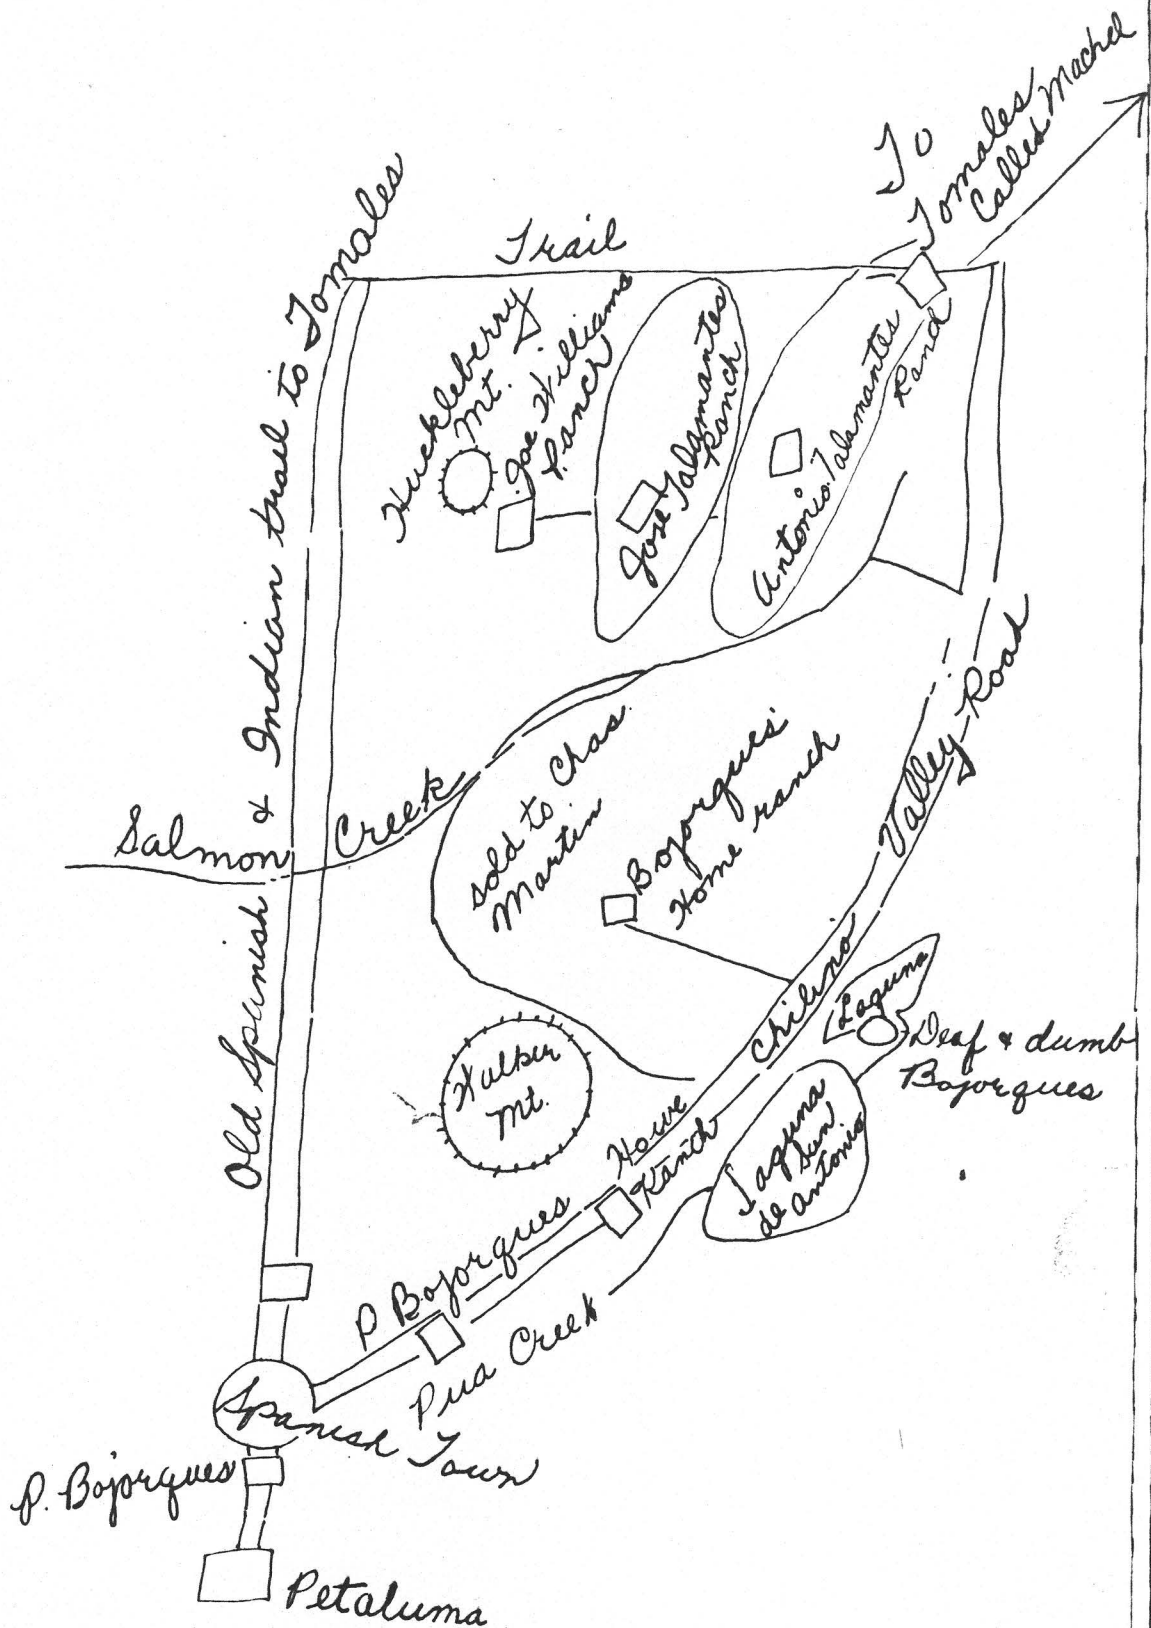 To
Tomales
Called Machel
Trail
Old Spanish & Indian trail to Tomales
Huckleberry
Mt.
Joe Williams
Ranch
Jose Talamantes
Ranch
Antonio Talamantes
Ranch
Salmon Creek
sold to Chas.
Martin
Bojorques'
Home ranch
Chilino Valley Road
Laguna
Deaf & dumb
Bojorques
Walker
Mt.
Laguna
de San
Antonio
Howe
Ranch
P Bojorques
Pua Creek
Spanish Town
P. Bojorques
Petaluma